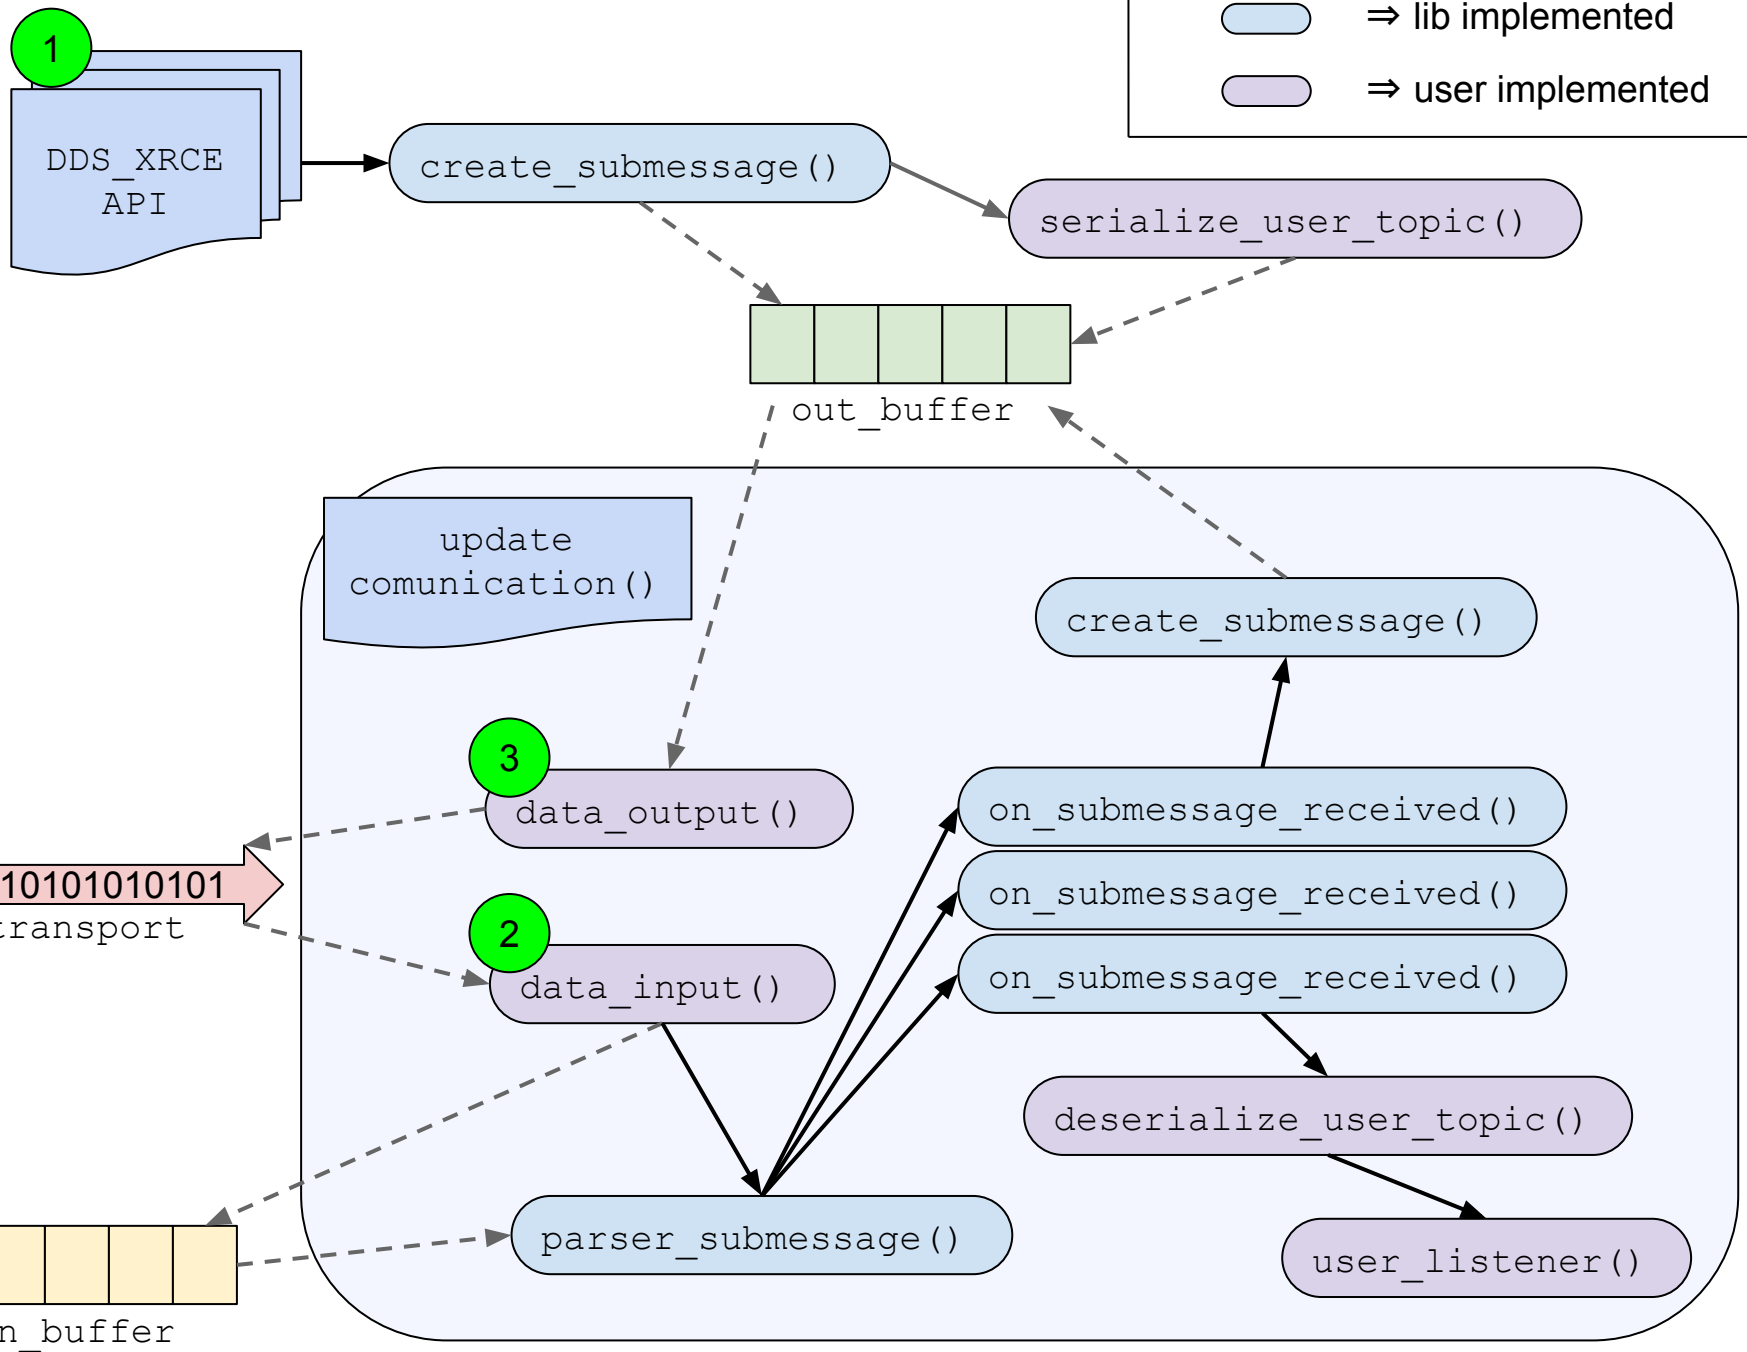 1
⇒ lib implemented
⇒ user implemented
DDS_XRCE
API
create_submessage()
serialize_user_topic()
out_buffer
update
comunication()
create_submessage()
3
data_output()
on_submessage_received()
10101010101
transport
on_submessage_received()
2
data_input()
on_submessage_received()
deserialize_user_topic()
parser_submessage()
user_listener()
n_buffer